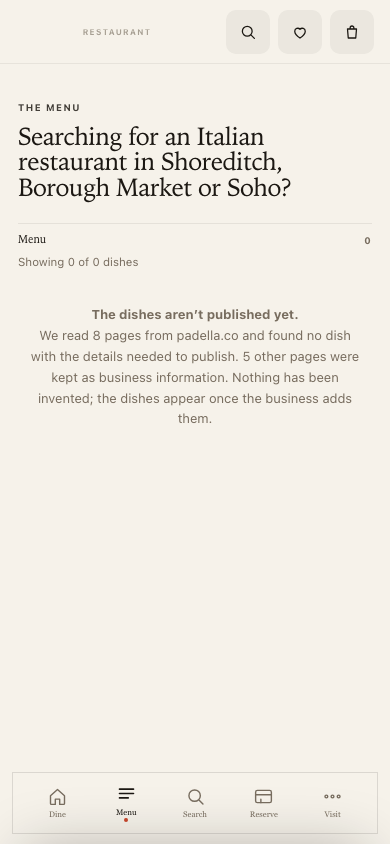 RESTAURANT
THE MENU
Searching for an Italian
restaurant in Shoreditch,
Borough Market or Soho?
Menu 0
Showing 0 of 0 dishes
The dishes aren’t published yet.
We read 8 pages from padella.co and found no dish
with the details needed to publish. 5 other pages were
kept as business information. Nothing has been
invented; the dishes appear once the business adds
them.
Dine Menu Search Reserve Visit